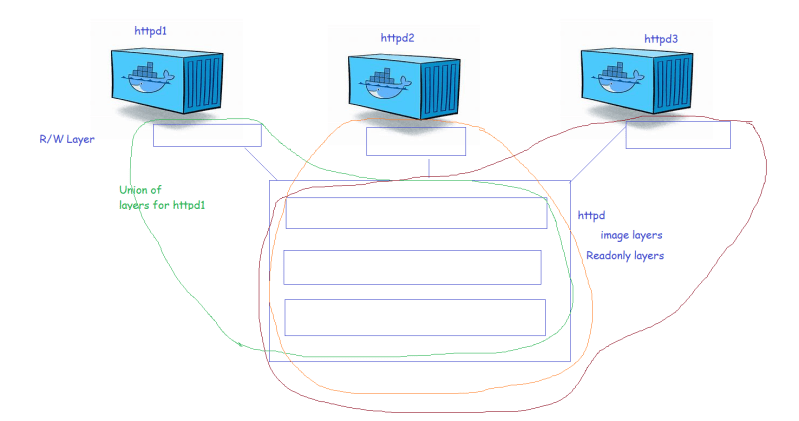 httpd1
httpd2
httpd3
R/W Layer
Union of
layers for httpd1
httpd
image layers
Readonly layers